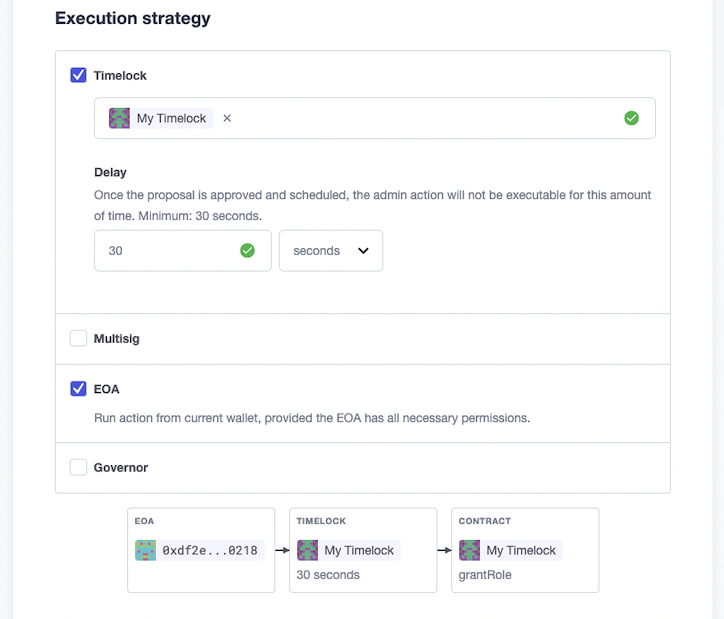 Execution strategy
Timelock
My Timelock ×
Delay
Once the proposal is approved and scheduled, the admin action will not be executable for this amount
of time. Minimum: 30 seconds.
30 seconds
Multisig
EOA
Run action from current wallet, provided the EOA has all necessary permissions.
Governor
EOA TIMELOCK CONTRACT
0xdf2e...0218 My Timelock My Timelock
30 seconds grantRole